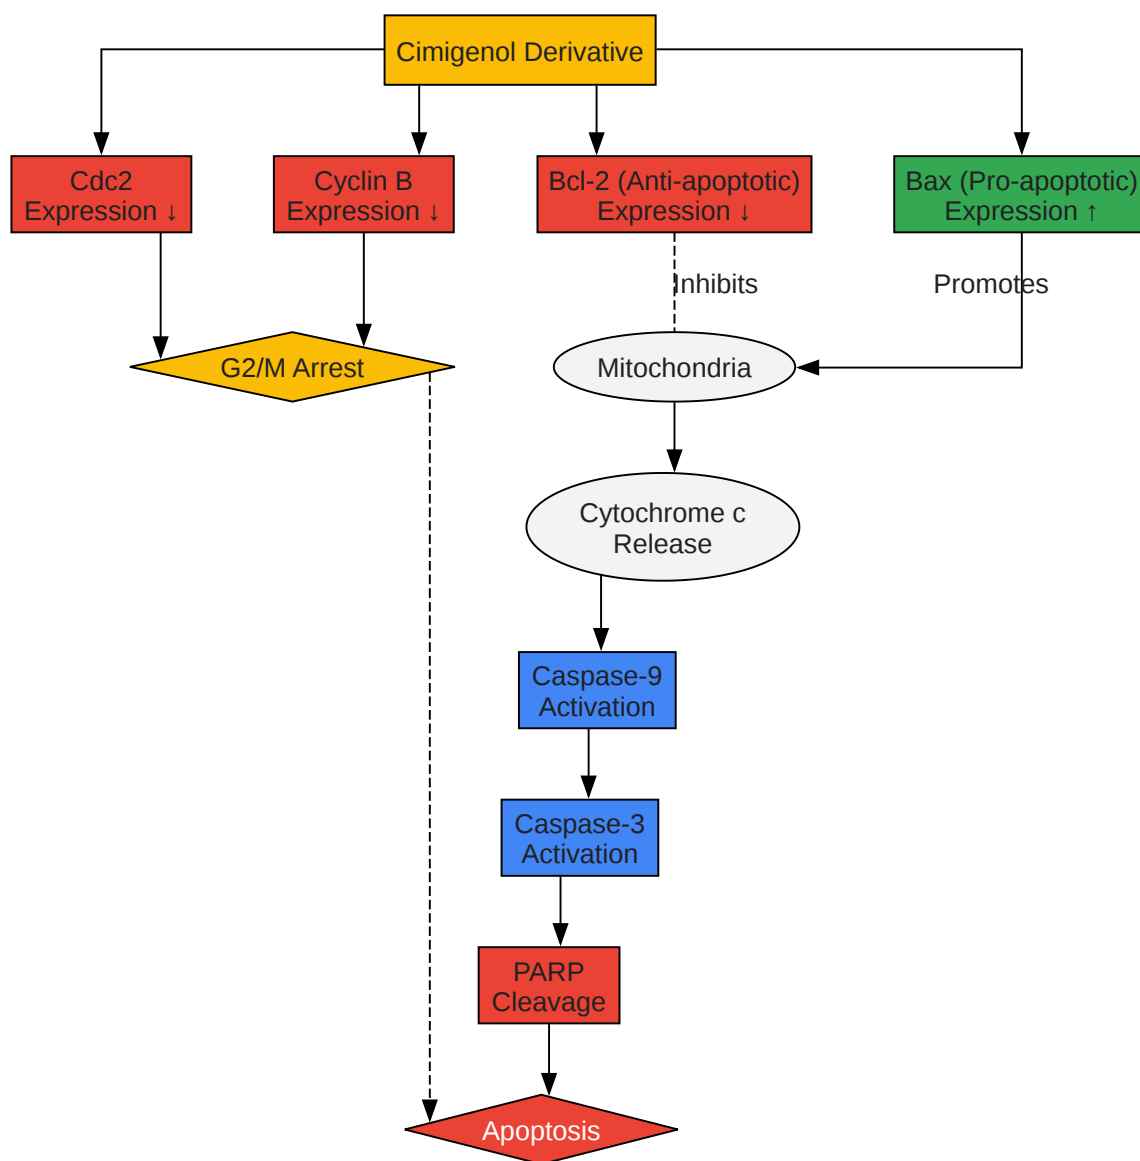 Cimigenol Derivative
Cdc2
Expression ↓
Cyclin B
Expression ↓
Bcl-2 (Anti-apoptotic)
Expression ↓
Bax (Pro-apoptotic)
Expression ↑
Inhibits
Promotes
G2/M Arrest
Mitochondria
Cytochrome c
Release
Caspase-9
Activation
Caspase-3
Activation
PARP
Cleavage
Apoptosis